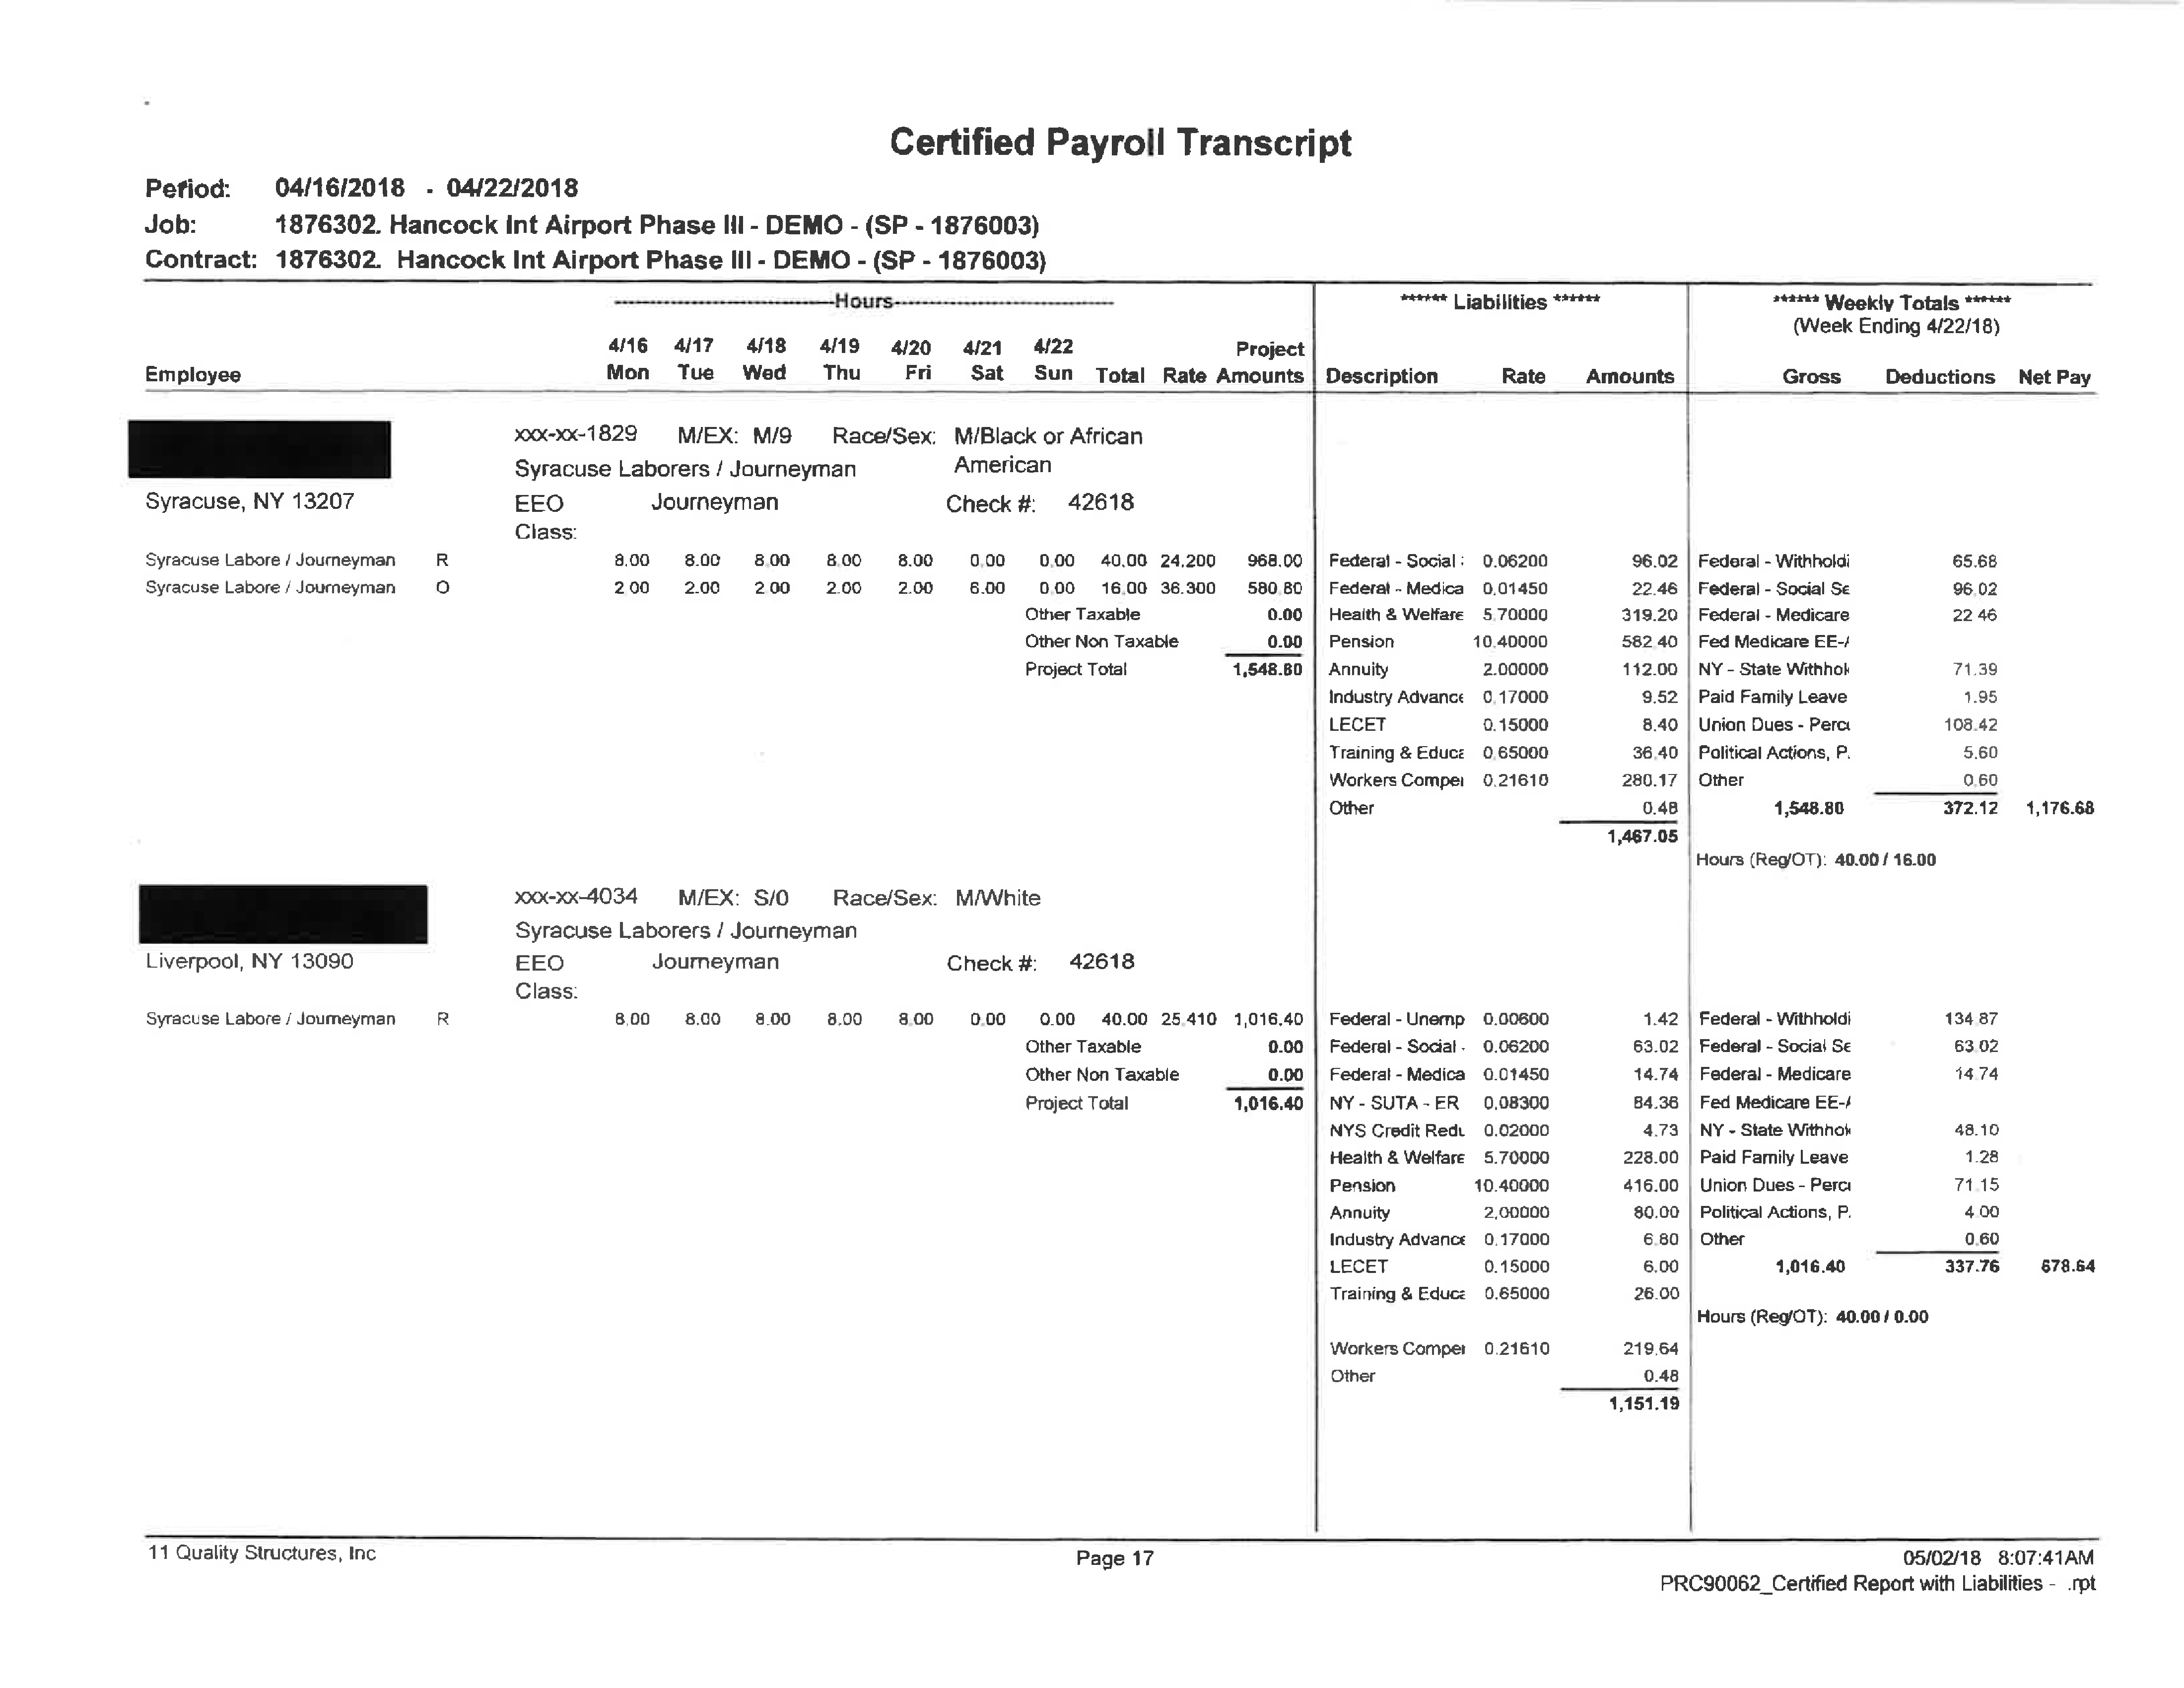 Certified Payroll Transcript
Period: 04/16/2018 - 04/22/2018
Job: 1876302. Hancock Int Airport Phase III - DEMO - (SP - 1876003)
Contract: 1876302. Hancock Int Airport Phase III - DEMO - (SP - 1876003)
-----Hours----- ****** Liabilities ****** ****** Weekly Totals ******
(Week Ending 4/22/18)
4/16 4/17 4/18 4/19 4/20 4/21 4/22 Project
Employee Mon Tue Wed Thu Fri Sat Sun Total Rate Amounts Description Rate Amounts Gross Deductions Net Pay
xxx-xx-1829 M/EX: M/9 Race/Sex: M/Black or African
Syracuse Laborers / Journeyman American
Syracuse, NY 13207 EEO Journeyman Check #: 42618
Class:
Syracuse Labore / Journeyman R 8.00 8.00 8.00 8.00 8.00 0.00 0.00 40.00 24.200 968.00 Federal - Social : 0.06200 96.02 Federal - Withholdi 65.68
Syracuse Labore / Journeyman O 2.00 2.00 2.00 2.00 2.00 6.00 0.00 16.00 36.300 580.80 Federal - Medica 0.01450 22.46 Federal - Social Se 96.02
Other Taxable 0.00 Health & Welfare 5.70000 319.20 Federal - Medicare 22.46
Other Non Taxable 0.00 Pension 10.40000 582.40 Fed Medicare EE-/
Project Total 1,548.80 Annuity 2.00000 112.00 NY - State Withhol 71.39
Industry Advance 0.17000 9.52 Paid Family Leave 1.95
LECET 0.15000 8.40 Union Dues - Perce 108.42
Training & Educa 0.65000 36.40 Political Actions, P. 5.60
Workers Compei 0.21610 280.17 Other 0.60
Other 0.48 1,548.80 372.12 1,176.68
1,467.05
Hours (Reg/OT): 40.00 / 16.00
xxx-xx-4034 M/EX: S/0 Race/Sex: M/White
Syracuse Laborers / Journeyman
Liverpool, NY 13090 EEO Journeyman Check #: 42618
Class:
Syracuse Labore / Journeyman R 8.00 8.00 8.00 8.00 8.00 0.00 0.00 40.00 25.410 1,016.40 Federal - Unemp 0.00600 1.42 Federal - Withholdi 134.87
Other Taxable 0.00 Federal - Social - 0.06200 63.02 Federal - Social Se 63.02
Other Non Taxable 0.00 Federal - Medica 0.01450 14.74 Federal - Medicare 14.74
Project Total 1,016.40 NY - SUTA - ER 0.08300 84.36 Fed Medicare EE-/
NYS Credit Redu 0.02000 4.73 NY - State Withhol 48.10
Health & Welfare 5.70000 228.00 Paid Family Leave 1.28
Pension 10.40000 416.00 Union Dues - Perce 71.15
Annuity 2.00000 80.00 Political Actions, P. 4.00
Industry Advance 0.17000 6.80 Other 0.60
LECET 0.15000 6.00 1,016.40 337.76 678.64
Training & Educa 0.65000 26.00
Hours (Reg/OT): 40.00 / 0.00
Workers Compei 0.21610 219.64
Other 0.48
1,151.19
11 Quality Structures, Inc Page 17 05/02/18 8:07:41AM
PRC90062_Certified Report with Liabilities - .rpt